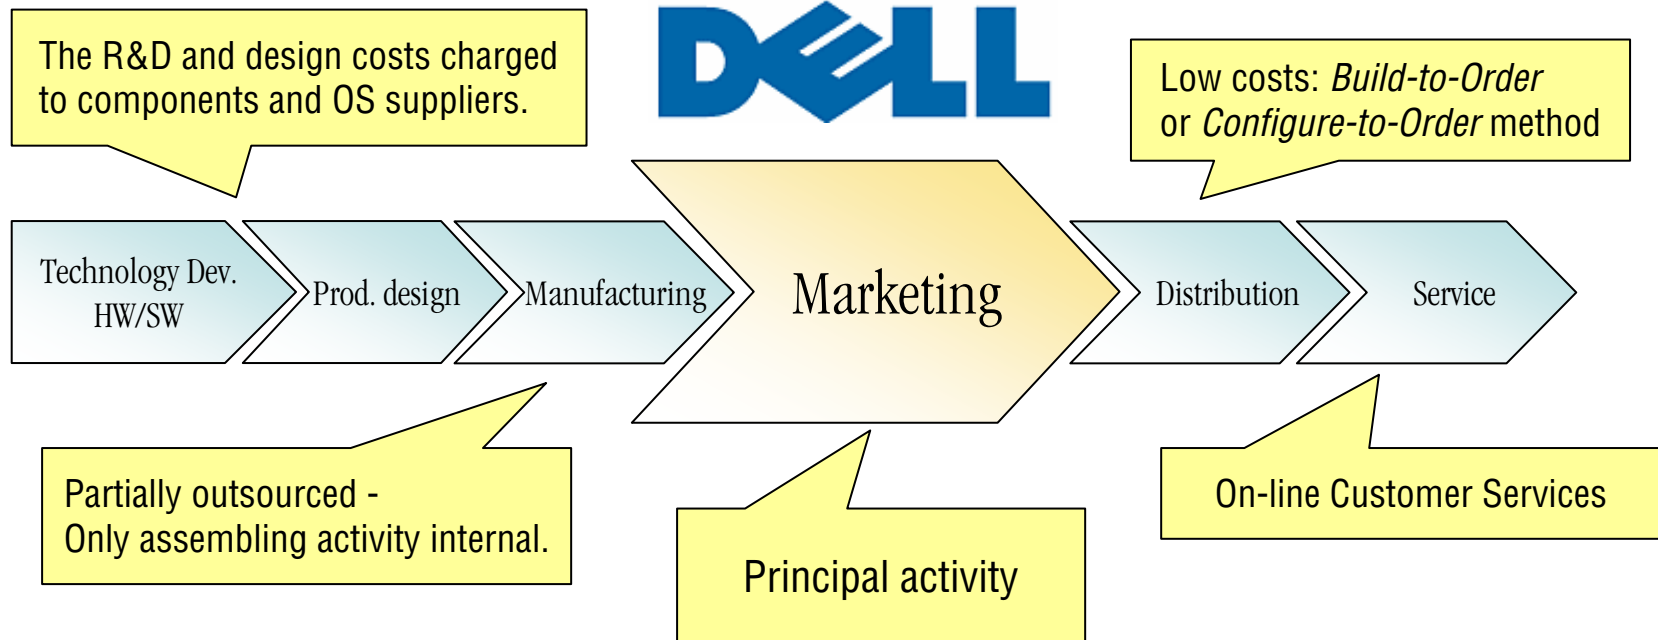 DELL
The R&D and design costs charged
to components and OS suppliers.
Low costs: Build-to-Order
or Configure-to-Order method
Technology Dev.
HW/SW
Prod. design
Manufacturing
Marketing
Distribution
Service
Partially outsourced -
Only assembling activity internal.
Principal activity
On-line Customer Services